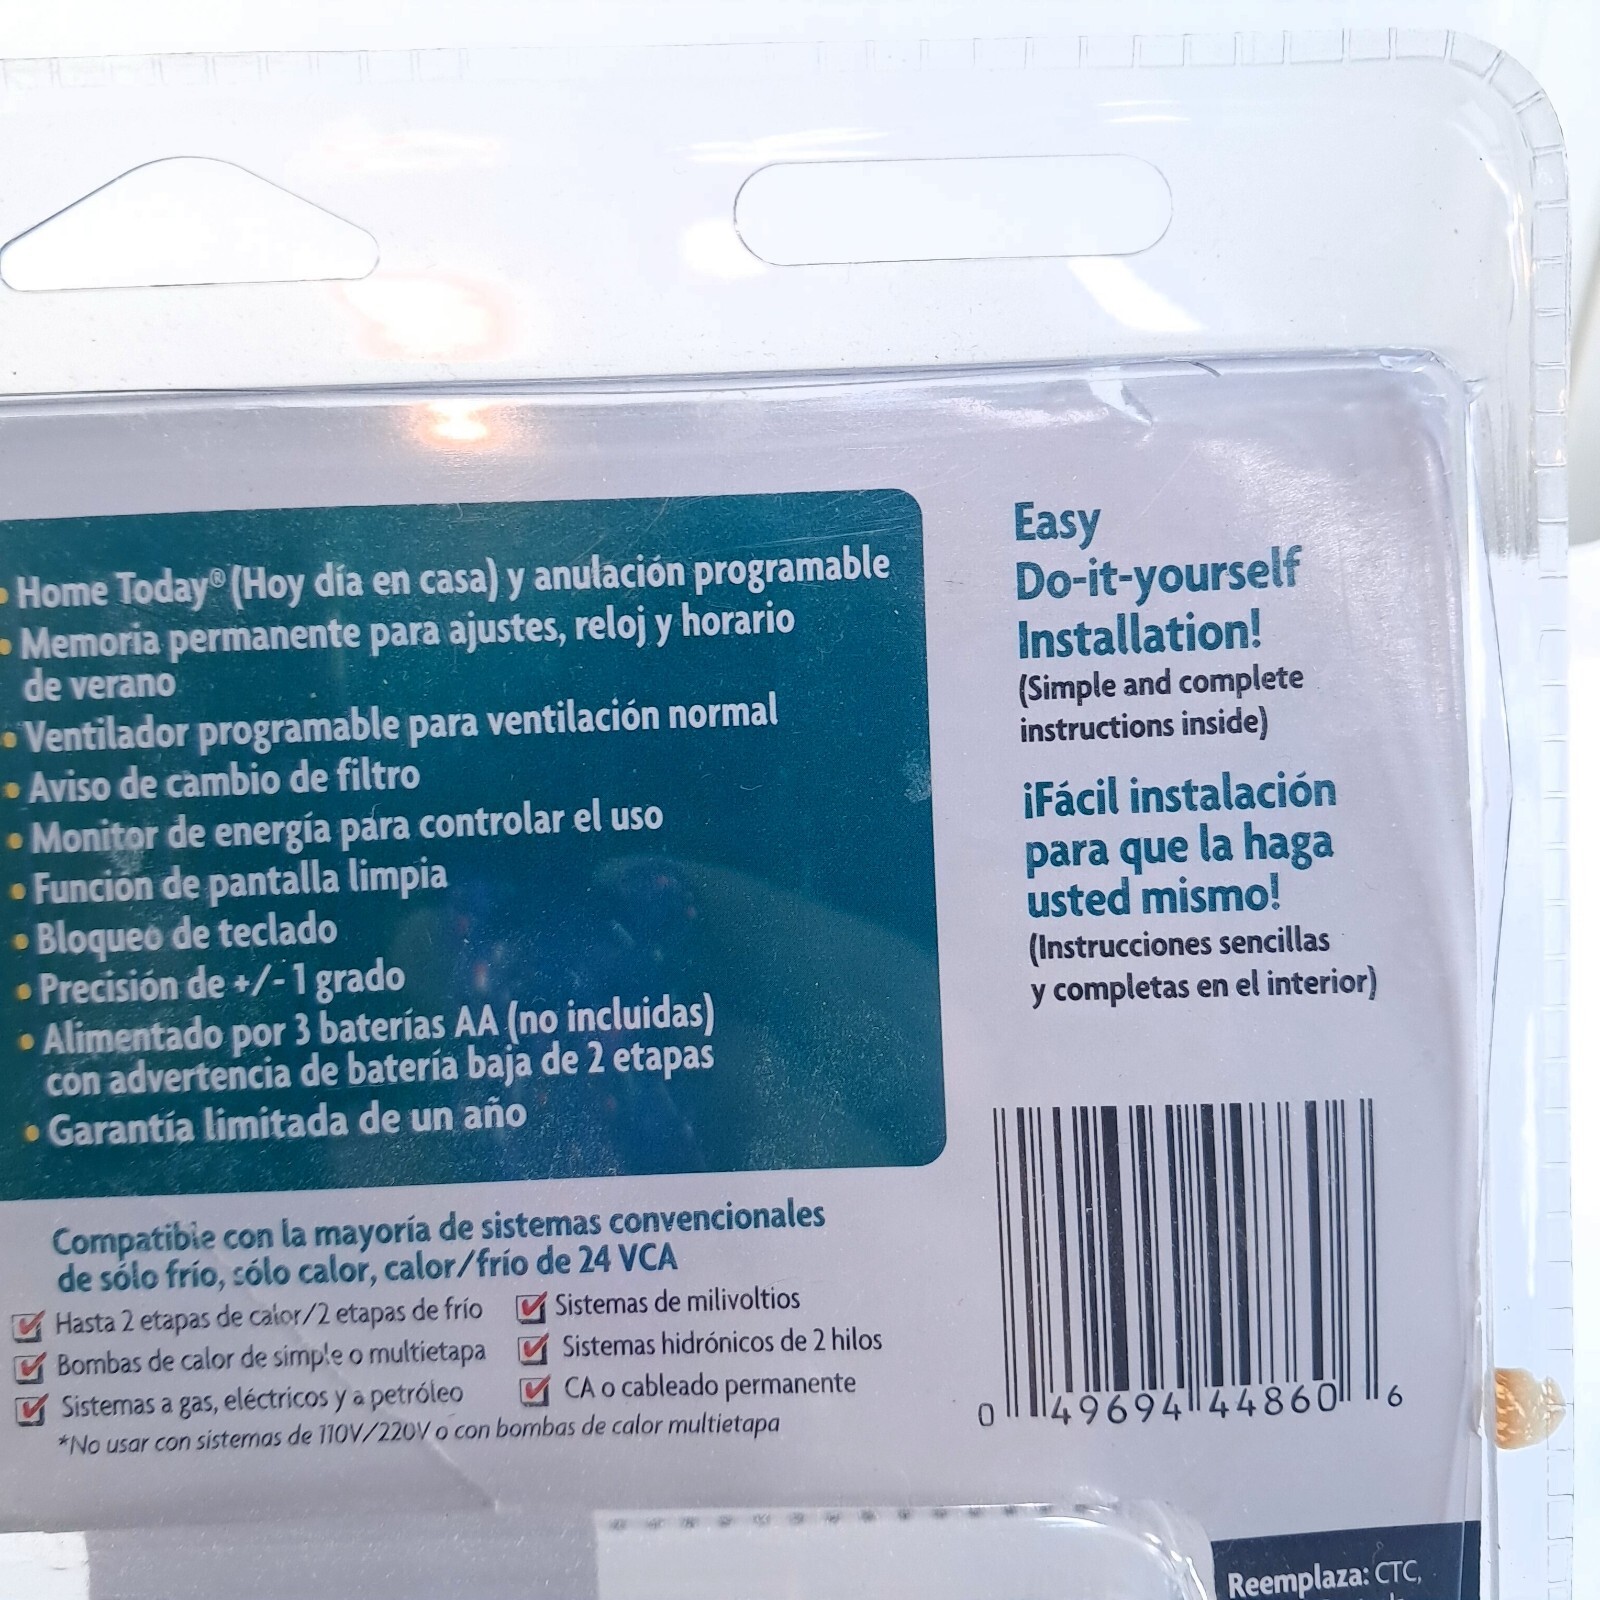 • Home Today® (Hoy día en casa) y anulación programable
• Memoria permanente para ajustes, reloj y horario
de verano
• Ventilador programable para ventilación normal
• Aviso de cambio de filtro
• Monitor de energía para controlar el uso
• Función de pantalla limpia
• Bloqueo de teclado
• Precisión de +/- 1 grado
• Alimentado por 3 baterías AA (no incluidas)
con advertencia de batería baja de 2 etapas
• Garantía limitada de un año
Compatible con la mayoría de sistemas convencionales
de sólo frío, sólo calor, calor/frío de 24 VCA
Hasta 2 etapas de calor/2 etapas de frío
Bombas de calor de simple o multietapa
Sistemas a gas, eléctricos y a petróleo
Sistemas de milivoltios
Sistemas hidrónicos de 2 hilos
CA o cableado permanente
*No usar con sistemas de 110V/220V o con bombas de calor multietapa
Easy
Do-it-yourself
Installation!
(Simple and complete
instructions inside)
¡Fácil instalación
para que la haga
usted mismo!
(Instrucciones sencillas
y completas en el interior)
0 49694 44860 6
Reemplaza: CTC,